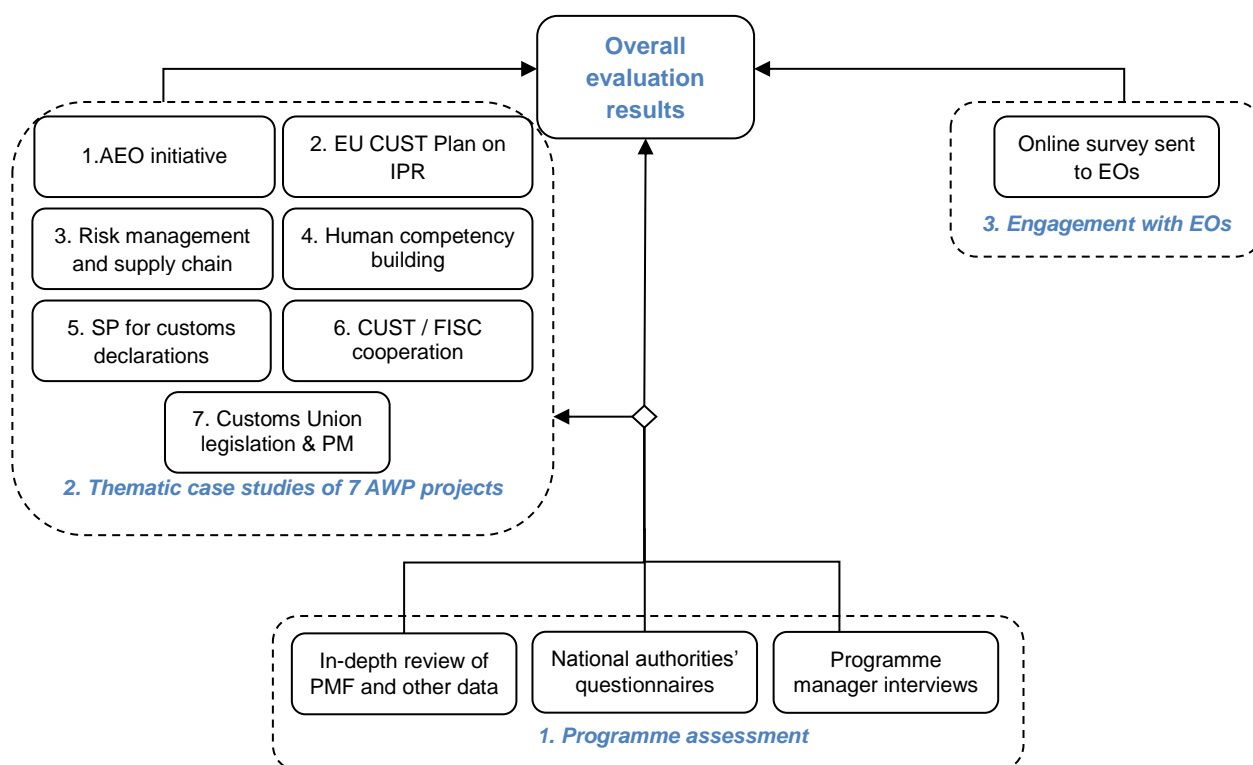 Overall
evaluation
results
1.AEO initiative
2. EU CUST Plan on
IPR
3. Risk management
and supply chain
4. Human competency
building
5. SP for customs
declarations
6. CUST / FISC
cooperation
7. Customs Union
legislation & PM
2. Thematic case studies of 7 AWP projects
Online survey sent
to EOs
3. Engagement with EOs
In-depth review of
PMF and other data
National authorities’
questionnaires
Programme
manager interviews
1. Programme assessment